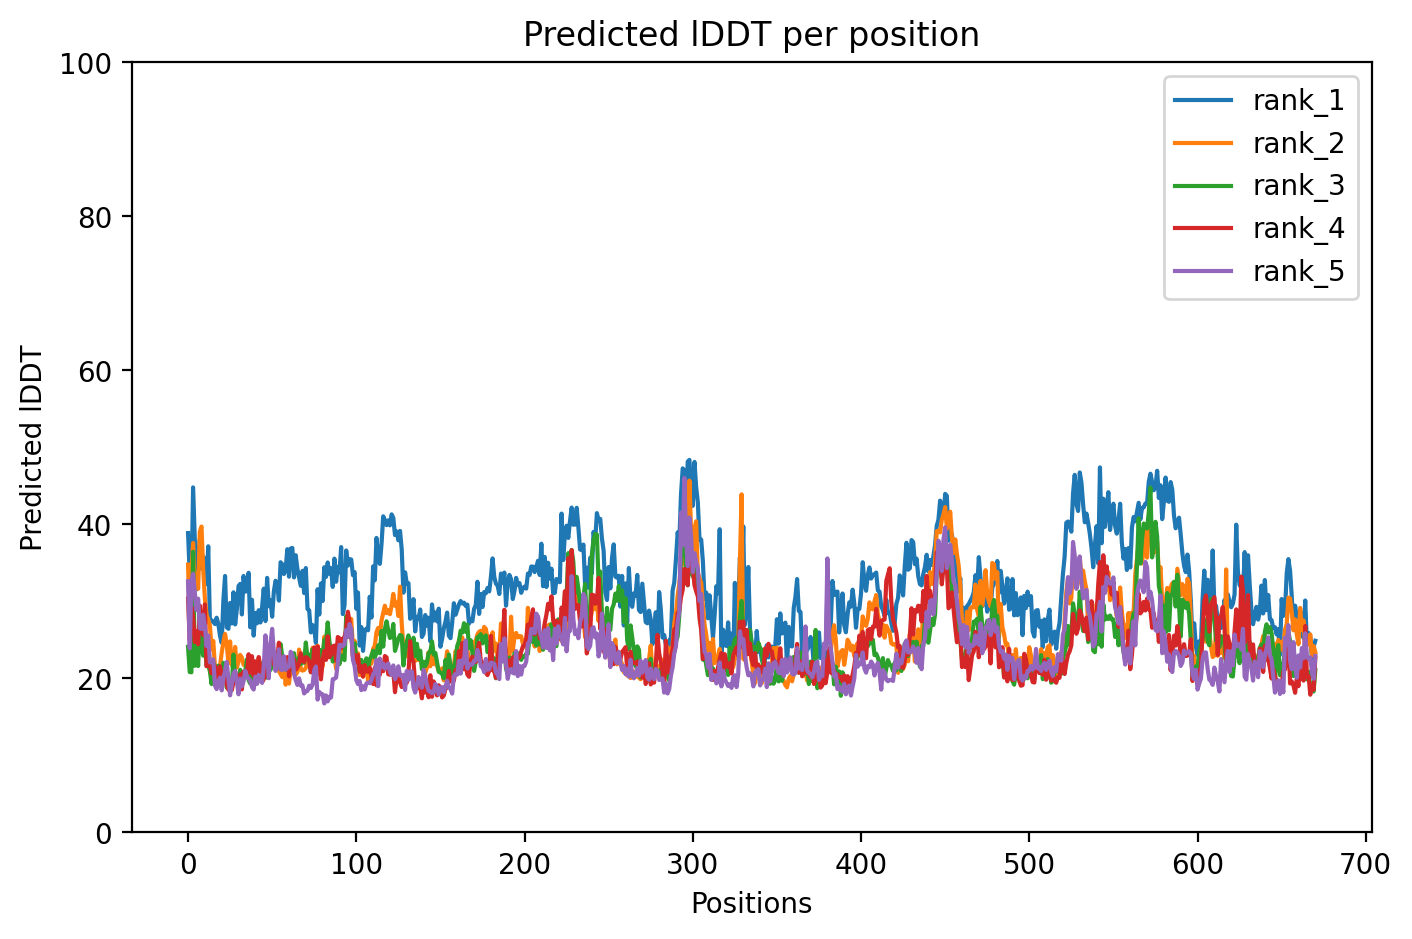 Predicted lDDT per position
100
80
60
40
20
0
Predicted lDDT
rank_1
rank_2
rank_3
rank_4
rank_5
0 100 200 300 400 500 600 700
Positions